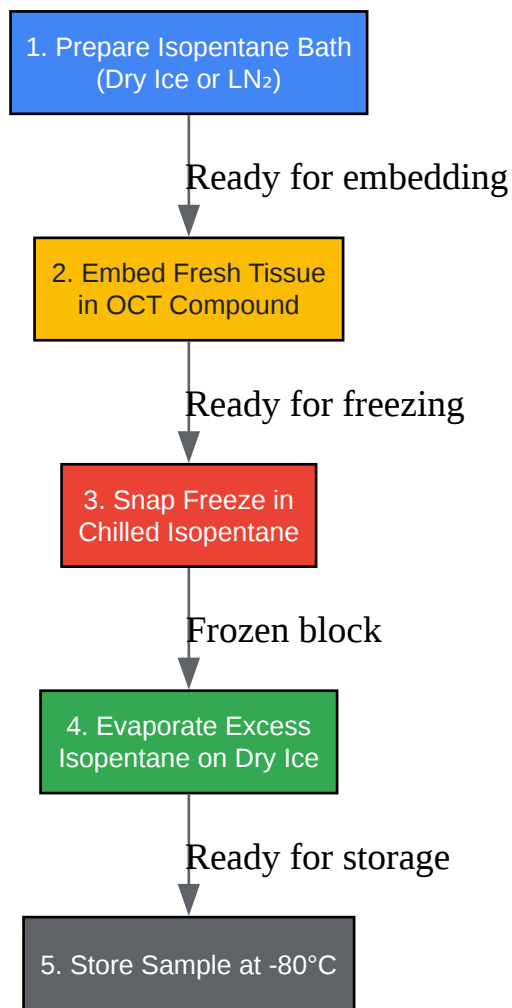 1. Prepare Isopentane Bath
(Dry Ice or LN₂)
Ready for embedding
2. Embed Fresh Tissue
in OCT Compound
Ready for freezing
3. Snap Freeze in
Chilled Isopentane
Frozen block
4. Evaporate Excess
Isopentane on Dry Ice
Ready for storage
5. Store Sample at -80°C